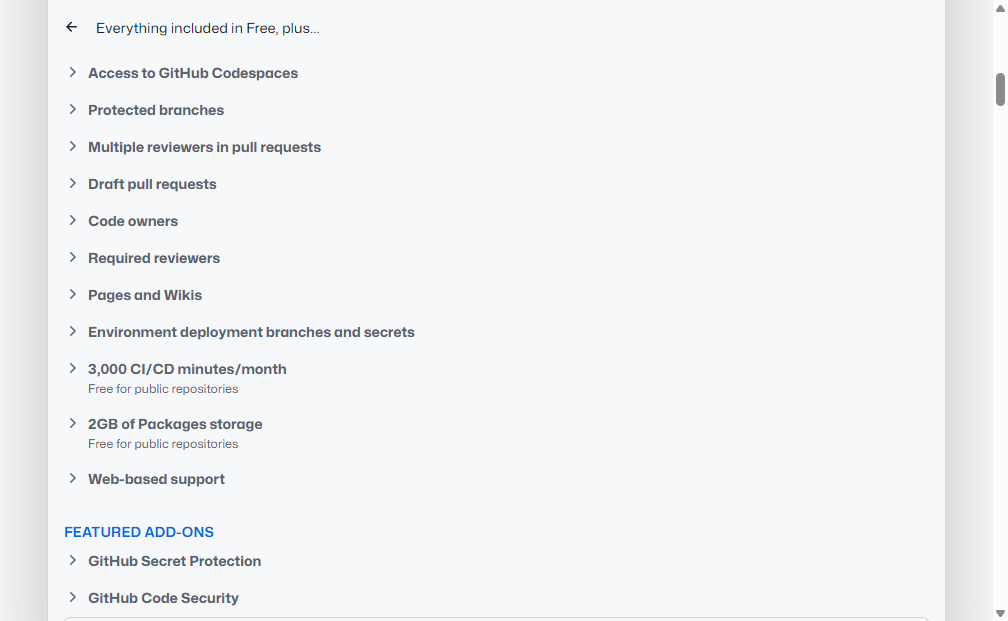 Everything included in Free, plus...
Access to GitHub Codespaces
Protected branches
Multiple reviewers in pull requests
Draft pull requests
Code owners
Required reviewers
Pages and Wikis
Environment deployment branches and secrets
3,000 CI/CD minutes/month
Free for public repositories
2GB of Packages storage
Free for public repositories
Web-based support
FEATURED ADD-ONS
GitHub Secret Protection
GitHub Code Security